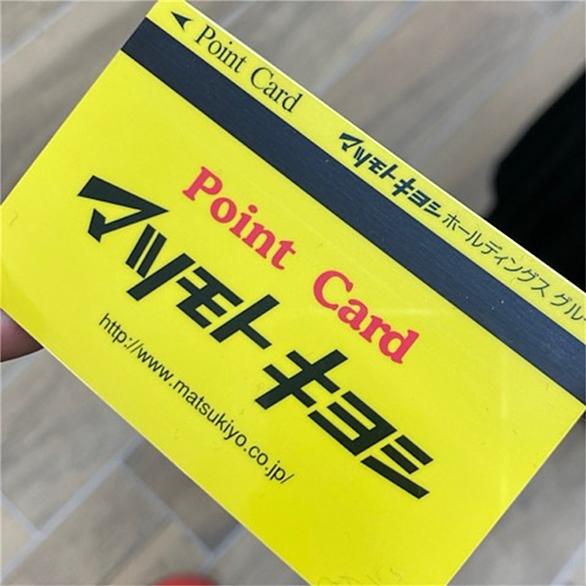 Point Card
マツモトキヨシホールディングス グルー
Point Card
マツモトキヨシ
http://www.matsukiyo.co.jp/